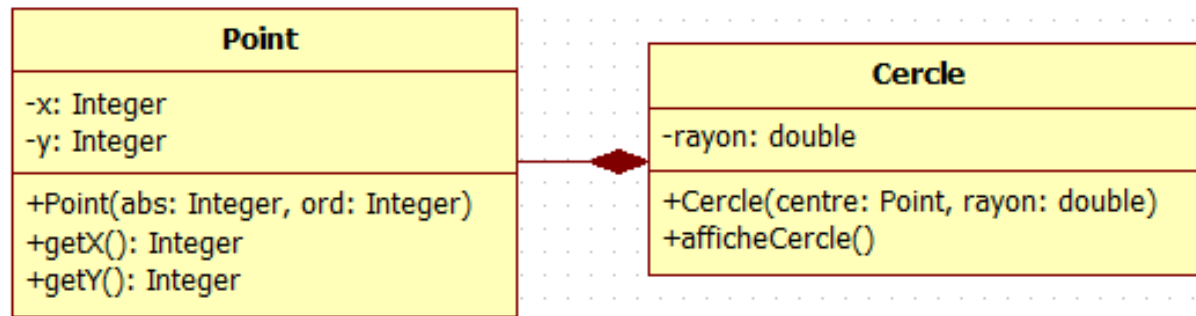 Point
-x: Integer
-y: Integer
+Point(abs: Integer, ord: Integer)
+getX(): Integer
+getY(): Integer
Cercle
-rayon: double
+Cercle(centre: Point, rayon: double)
+afficheCercle()